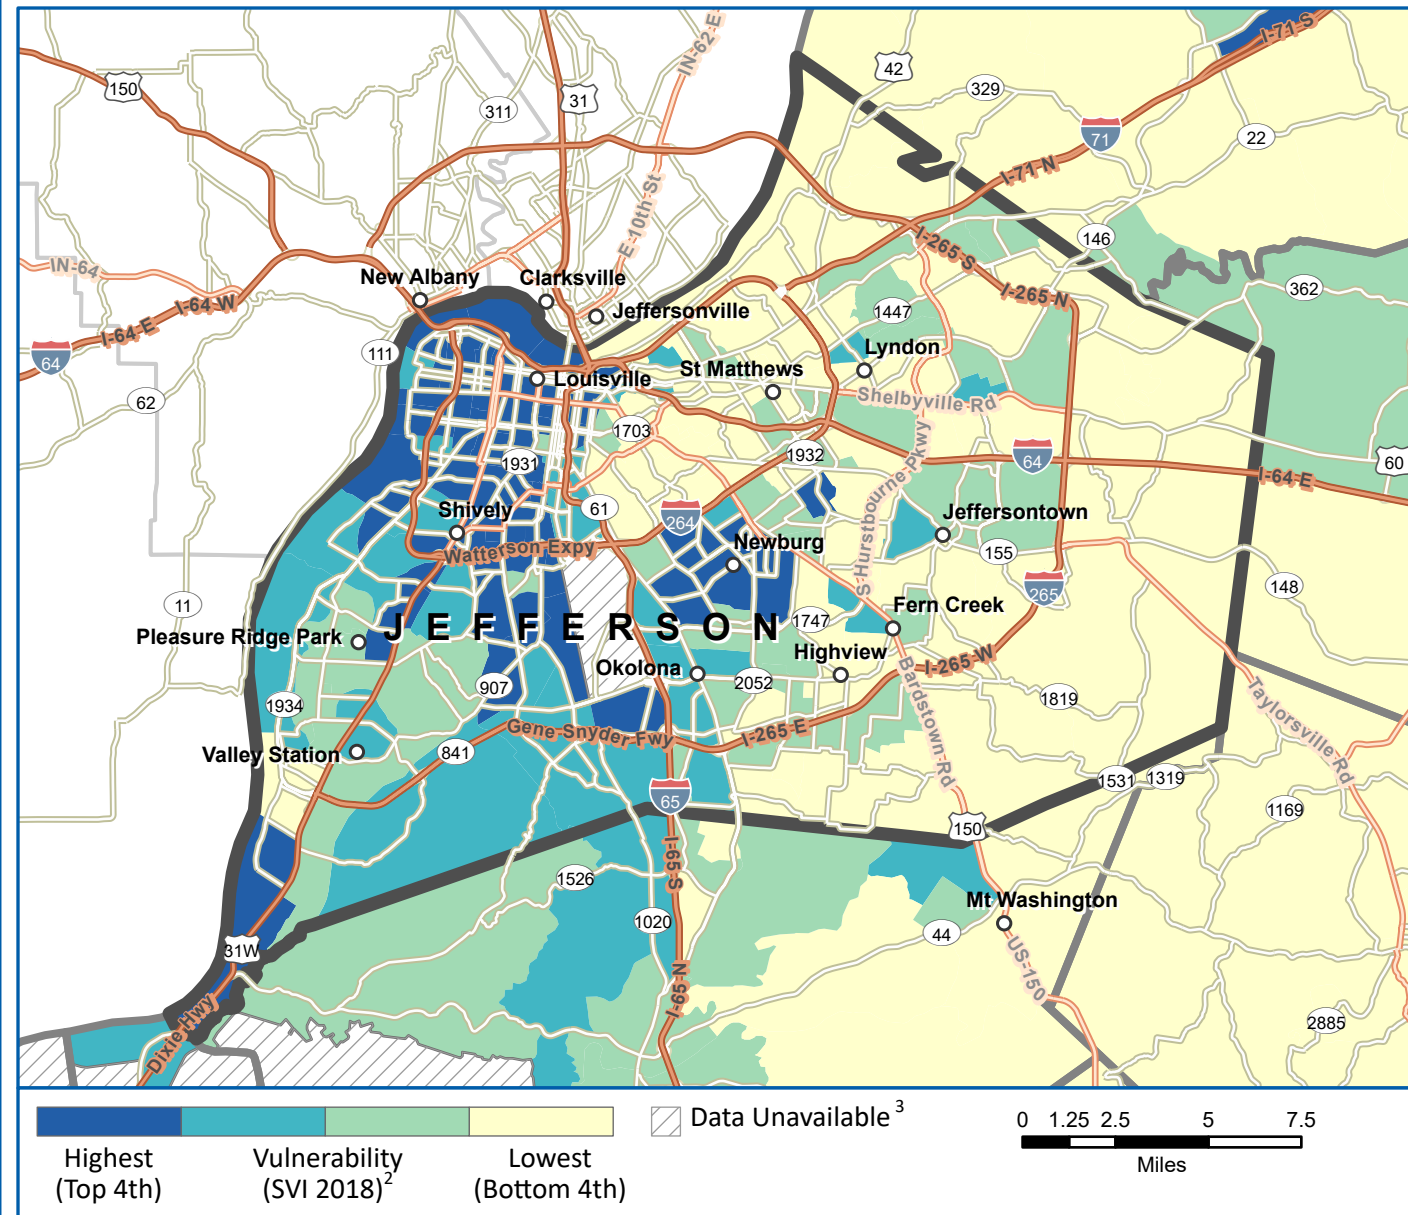 IN-62-E
I-71 S
150
42
31
311
329
71
22
I-71 N
E 10th St
146
I-265 S
IN-64
New Albany
Clarksville
I-265 N
362
I-64 W
Jeffersonville
1447
I-64 E
64
111
Lyndon
St Matthews
Louisville
62
Shelbyville Rd
1703
1932
64
60
1931
I-64 E
S Hurstbourne Pkwy
Shively
61
264
Jeffersontown
Newburg
Watterson Expy
155
265
148
11
Fern Creek
JEFFERSON
1747
Pleasure Ridge Park
Highview
I-265 W
Okolona
907
2052
1819
1934
Bardstown Rd
Taylorsville Rd
Gene Snyder Fwy
I-265 E
Valley Station
841
1531
1319
65
1169
150
I-65 S
1526
Mt Washington
1020
44
31W
US-150
I-65 N
Dixie Hwy
2885
Data Unavailable 3
0 1.25 2.5 5 7.5
Miles
Highest
(Top 4th)
Vulnerability
(SVI 2018)2
Lowest
(Bottom 4th)